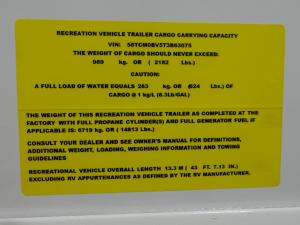 RECREATION VEHICLE TRAILER CARGO CARRYING CAPACITY
VIN: 58TCM0BV5T3B63075
THE WEIGHT OF CARGO SHOULD NEVER EXCEED:
989 kg. OR ( 2182 Lbs.)
CAUTION:
A FULL LOAD OF WATER EQUALS 283 kg. OR (624 Lbs.) OF
CARGO @ 1 kg/L (8.3Lb/GAL)
THE WEIGHT OF THIS RECREATION VEHICLE TRAILER AS COMPLETED AT THE
FACTORY WITH FULL PROPANE CYLINDER(S) AND FULL GENERATOR FUEL IF
APPLICABLE IS: 6719 kg OR ( 14813 Lbs.)
CONSULT YOUR DEALER AND SEE OWNER'S MANUAL FOR DEFINITIONS,
ADDITIONAL WEIGHT, LOADING, WEIGHING INFORMATION AND TOWING
GUIDELINES
RECREATIONAL VEHICLE OVERALL LENGTH 13.3 M ( 43 FT. 7.13 IN.)
EXCLUDING RV APPURTENANCES AS DEFINED BY THE RV MANUFACTURER.